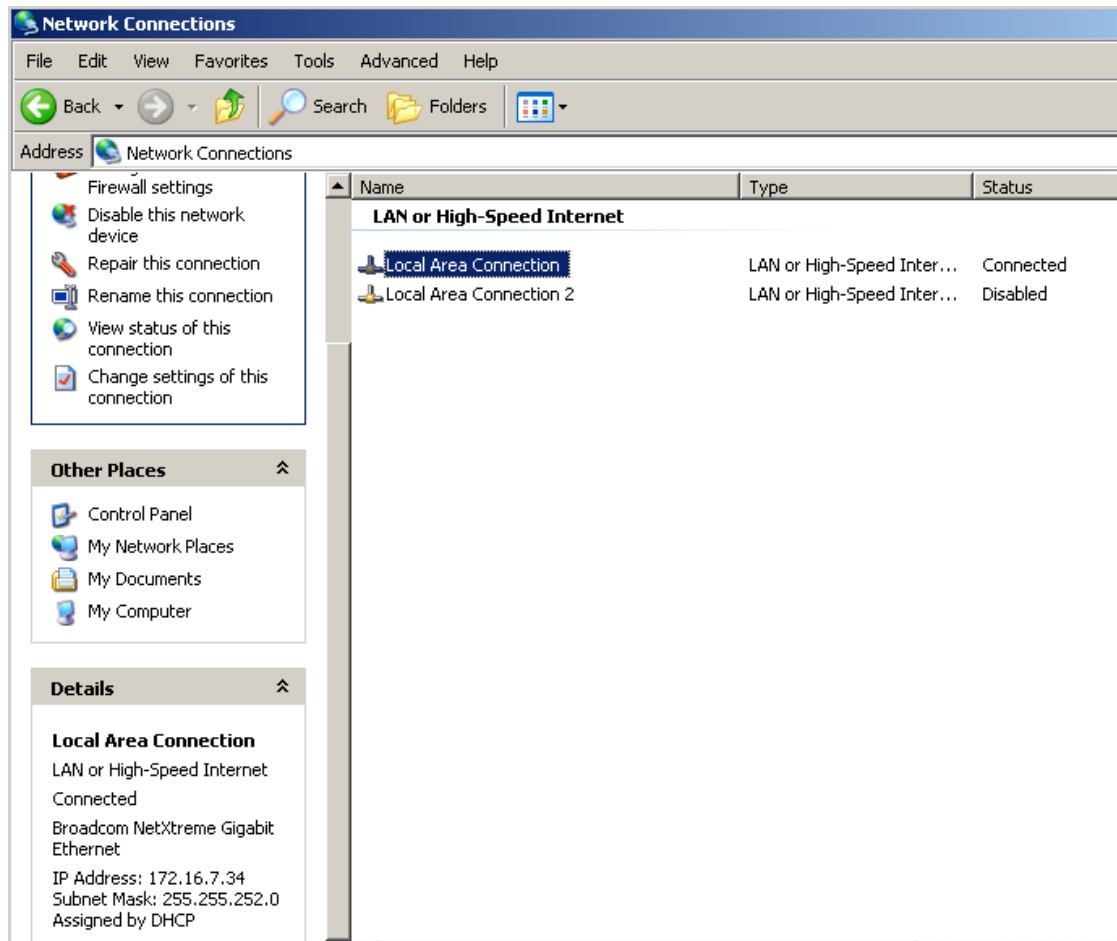 Network Connections
File Edit View Favorites Tools Advanced Help
Back Search Folders
Address Network Connections
Firewall settings
Disable this network
device
Repair this connection
Rename this connection
View status of this
connection
Change settings of this
connection
Other Places
Control Panel
My Network Places
My Documents
My Computer
Details
Local Area Connection
LAN or High-Speed Internet
Connected
Broadcom NetXtreme Gigabit
Ethernet
IP Address: 172.16.7.34
Subnet Mask: 255.255.252.0
Assigned by DHCP
Name Type Status
LAN or High-Speed Internet
Local Area Connection LAN or High-Speed Inter... Connected
Local Area Connection 2 LAN or High-Speed Inter... Disabled